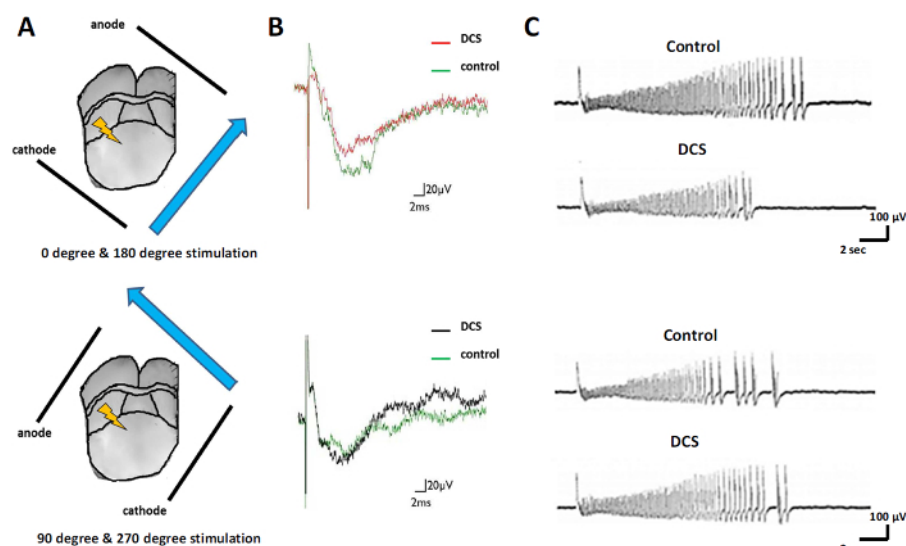 A
anode
cathode
0 degree & 180 degree stimulation
B
DCS
control
20µV
2ms
C
Control
DCS
100 µV
2 sec
anode
cathode
90 degree & 270 degree stimulation
DCS
control
20µV
2ms
Control
DCS
100 µV